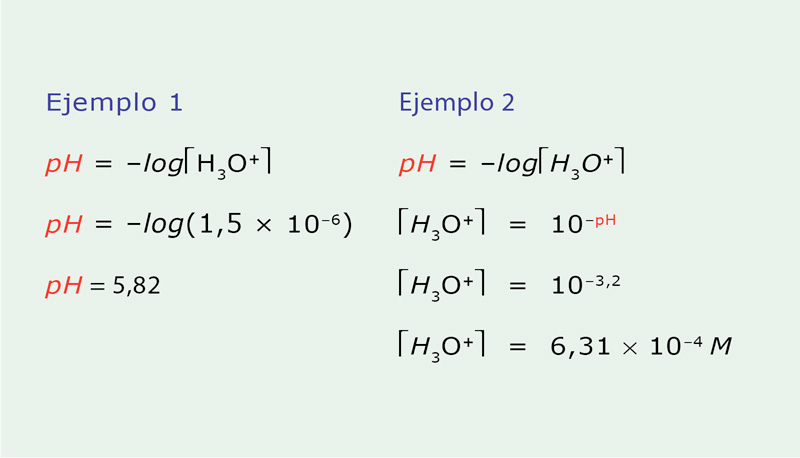 Ejemplo 1
pH = –log⌈H₃O⁺⌉
pH = –log(1,5 × 10⁻⁶)
pH = 5,82
Ejemplo 2
pH = –log⌈H₃O⁺⌉
⌈H₃O⁺⌉ = 10⁻ᵖᴴ
⌈H₃O⁺⌉ = 10⁻³,²
⌈H₃O⁺⌉ = 6,31 × 10⁻⁴ M